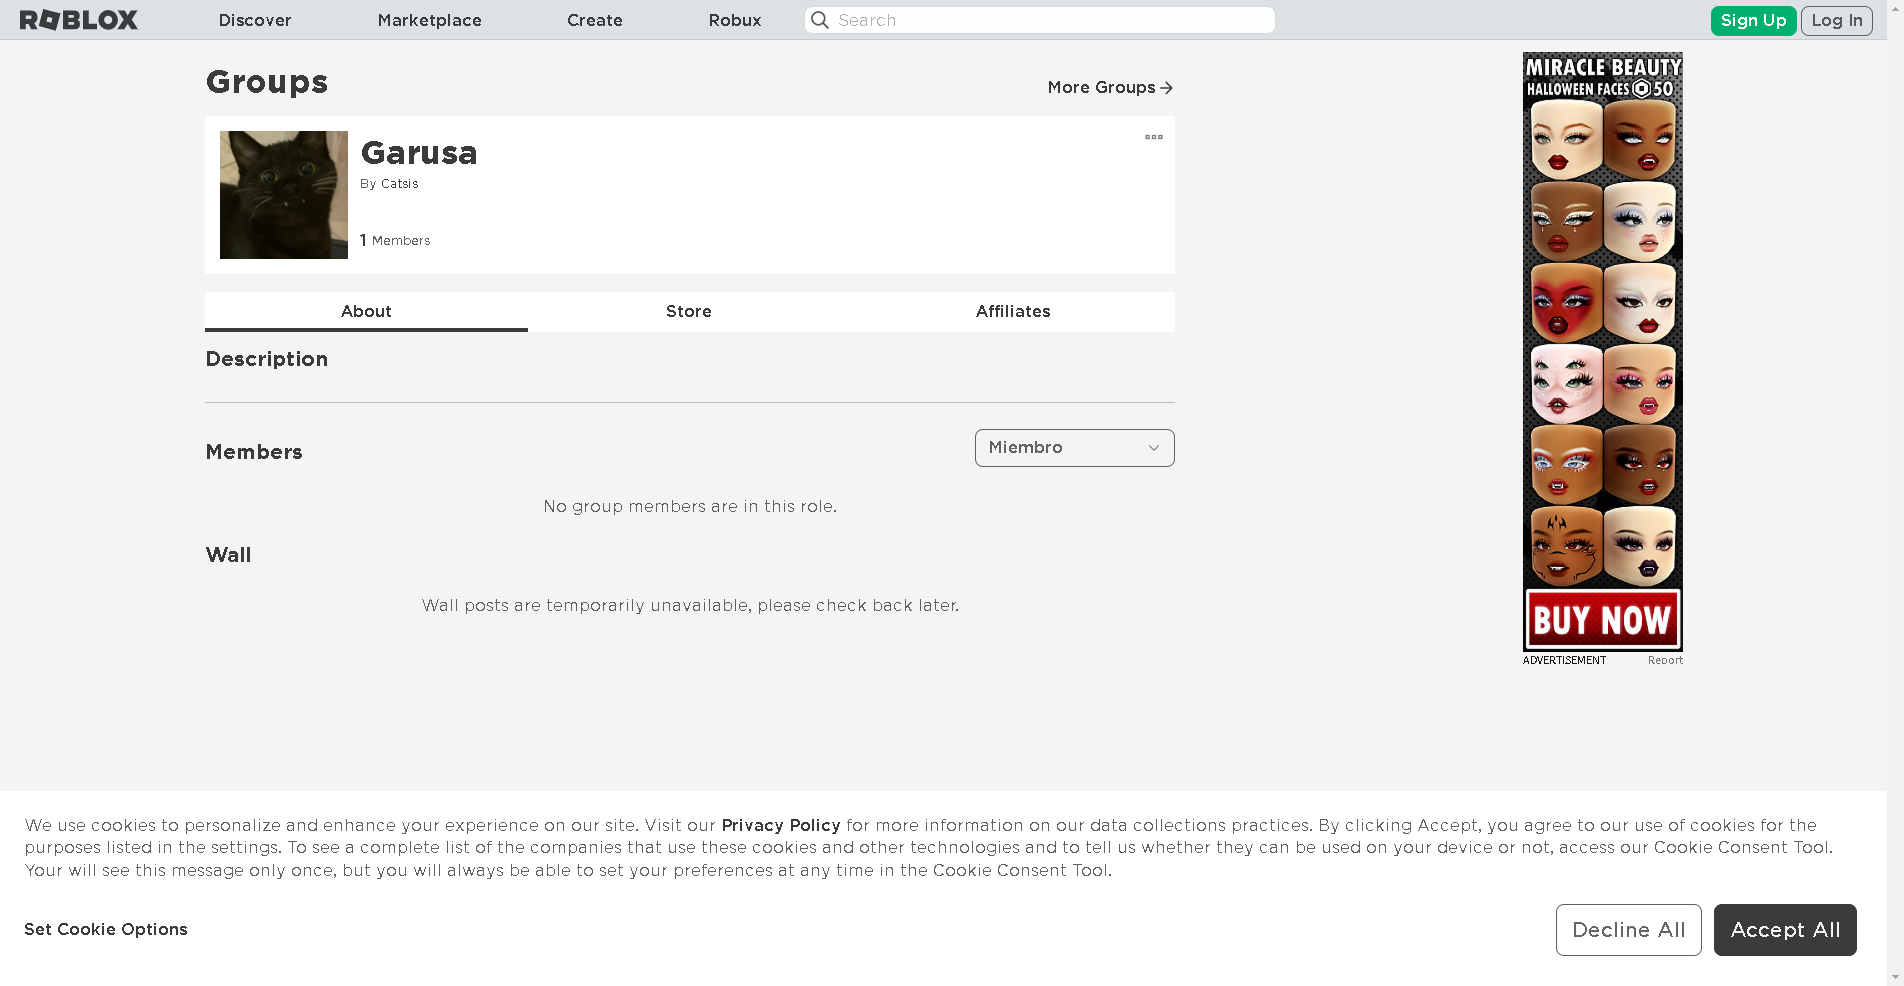 ROBLOX
Discover
Marketplace
Create
Robux
Search
Sign Up
Log In
Groups
More Groups
Garusa
By Catsis
1 Members
About
Store
Affiliates
Description
Members
Miembro
No group members are in this role.
Wall
Wall posts are temporarily unavailable, please check back later.
MIRACLE BEAUTY
HALLOWEEN FACES 50
BUY NOW
ADVERTISEMENT
Report
We use cookies to personalize and enhance your experience on our site. Visit our Privacy Policy for more information on our data collections practices. By clicking Accept, you agree to our use of cookies for the
purposes listed in the settings. To see a complete list of the companies that use these cookies and other technologies and to tell us whether they can be used on your device or not, access our Cookie Consent Tool.
Your will see this message only once, but you will always be able to set your preferences at any time in the Cookie Consent Tool.
Set Cookie Options
Decline All
Accept All